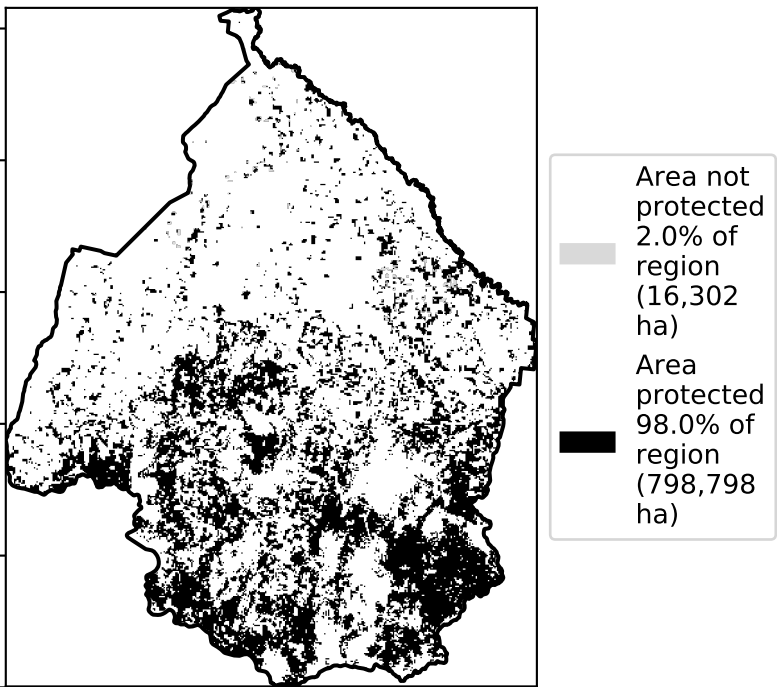 Area not
protected
2.0% of
region
(16,302
ha)
Area
protected
98.0% of
region
(798,798
ha)